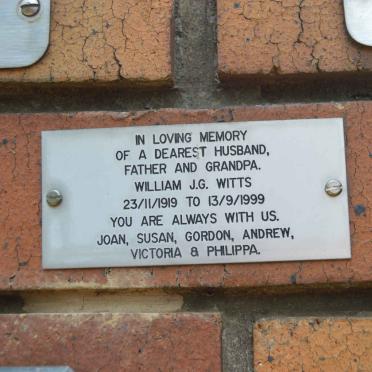 IN LOVING MEMORY
OF A DEAREST HUSBAND,
FATHER AND GRANDPA.
WILLIAM J.G. WITTS
23/11/1919 TO 13/9/1999
YOU ARE ALWAYS WITH US.
JOAN, SUSAN, GORDON, ANDREW,
VICTORIA & PHILIPPA.